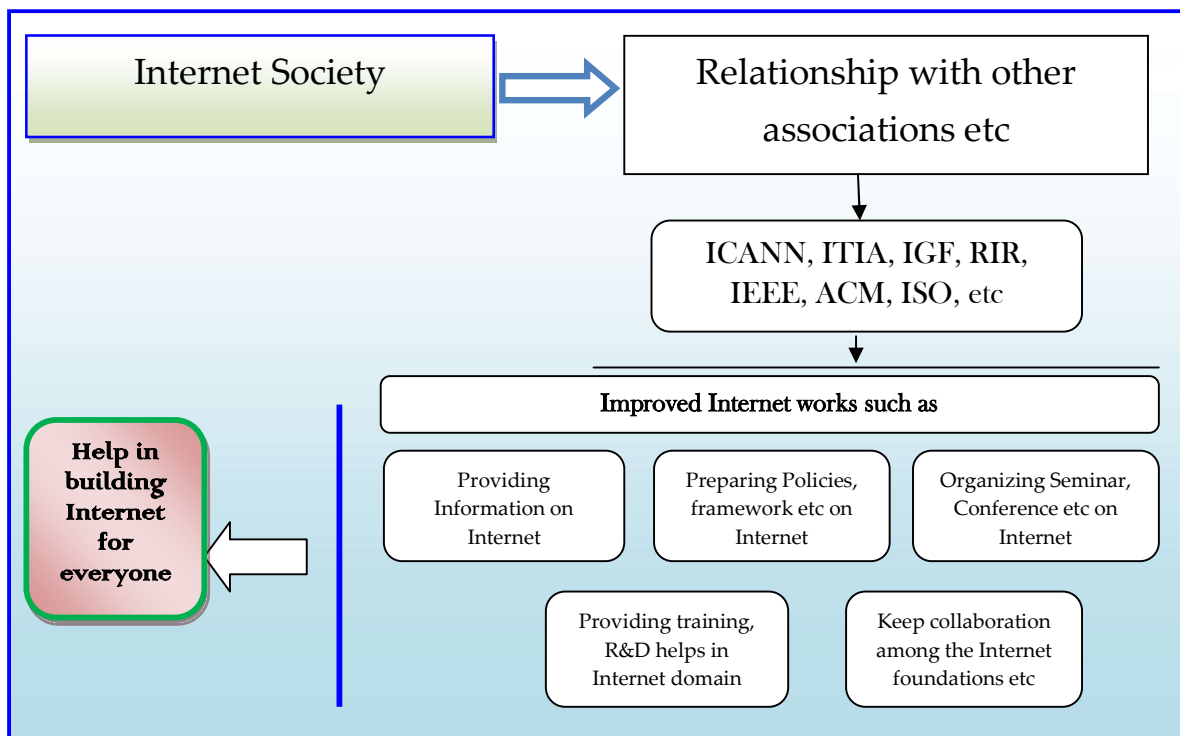 Internet Society
Relationship with other
associations etc
ICANN, ITIA, IGF, RIR,
IEEE, ACM, ISO, etc
Improved Internet works such as
Help in
building
Internet
for
everyone
Providing
Information on
Internet
Preparing Policies,
framework etc on
Internet
Organizing Seminar,
Conference etc on
Internet
Providing training,
R&D helps in
Internet domain
Keep collaboration
among the Internet
foundations etc